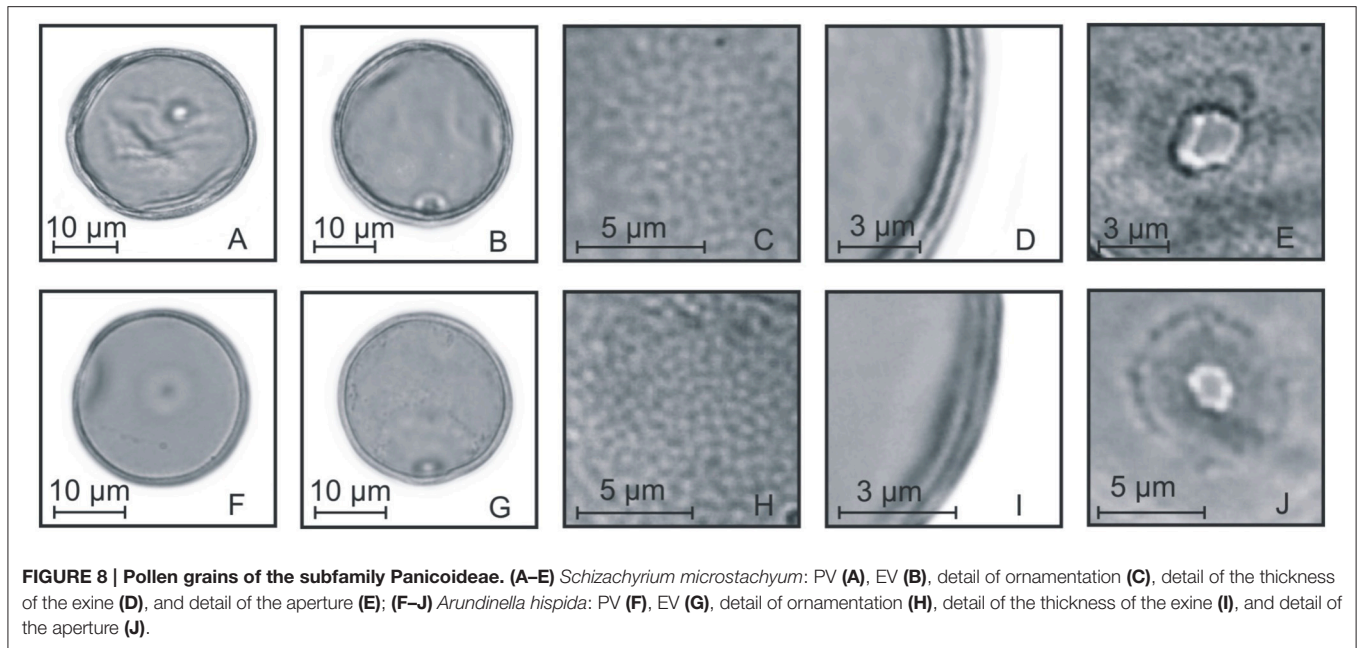 10 μm A
10 μm B
5 μm C
3 μm D
3 μm E
10 μm F
10 μm G
5 μm H
3 μm I
5 μm J
FIGURE 8 | Pollen grains of the subfamily Panicoideae. (A–E) Schizachyrium microstachyum: PV (A), EV (B), detail of ornamentation (C), detail of the thickness
of the exine (D), and detail of the aperture (E); (F–J) Arundinella hispida: PV (F), EV (G), detail of ornamentation (H), detail of the thickness of the exine (I), and detail of
the aperture (J).